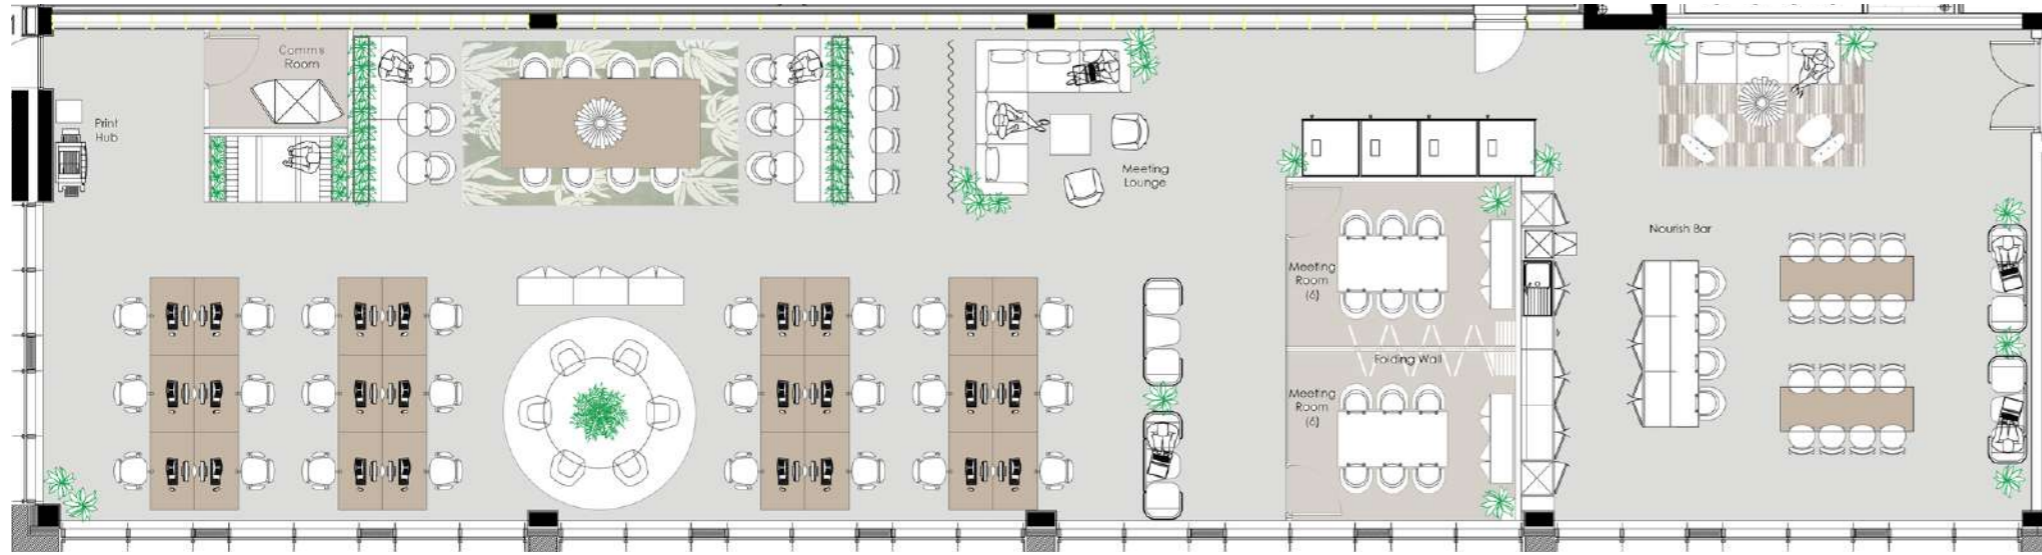 Comms
Room
Print
Hub
Meeting
Lounge
Nourish Bar
Meeting
Room
(6)
Folding Wall
Meeting
Room
(6)